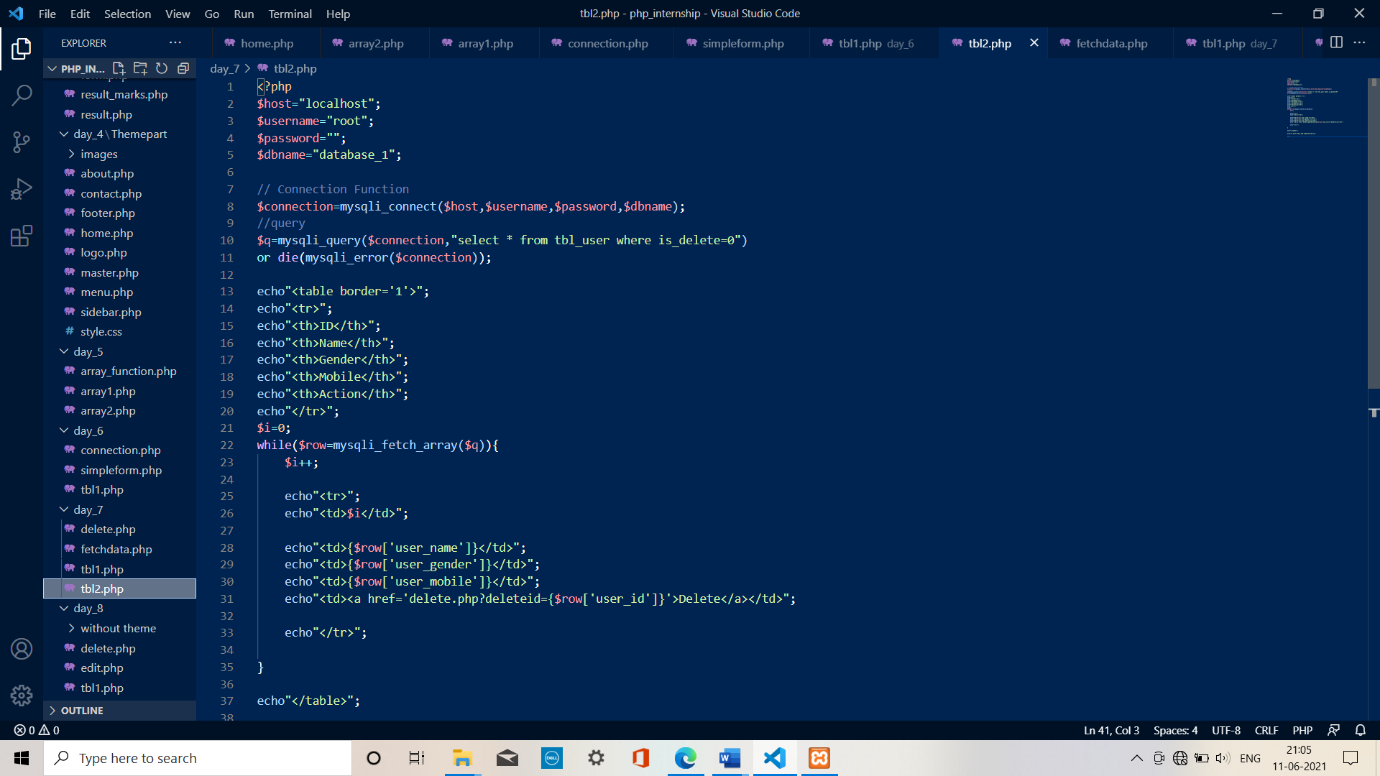 File Edit Selection View Go Run Terminal Help
tbl2.php - php_internship - Visual Studio Code
EXPLORER
home.php array2.php array1.php connection.php simpleform.php tbl1.php day_6 tbl2.php fetchdata.php tbl1.php day_7
PHP_IN...
day_7 > tbl2.php
result_marks.php
result.php
day_4 \ Themepart
images
about.php
contact.php
footer.php
home.php
logo.php
master.php
menu.php
sidebar.php
# style.css
day_5
array_function.php
array1.php
array2.php
day_6
connection.php
simpleform.php
tbl1.php
day_7
delete.php
fetchdata.php
tbl1.php
tbl2.php
day_8
without theme
delete.php
edit.php
tbl1.php
OUTLINE
1 <?php
2 $host="localhost";
3 $username="root";
4 $password="";
5 $dbname="database_1";
6
7 // Connection Function
8 $connection=mysqli_connect($host,$username,$password,$dbname);
9 //query
10 $q=mysqli_query($connection,"select * from tbl_user where is_delete=0")
11 or die(mysqli_error($connection));
12
13 echo"<table border='1'>";
14 echo"<tr>";
15 echo"<th>ID</th>";
16 echo"<th>Name</th>";
17 echo"<th>Gender</th>";
18 echo"<th>Mobile</th>";
19 echo"<th>Action</th>";
20 echo"</tr>";
21 $i=0;
22 while($row=mysqli_fetch_array($q)){
23 $i++;
24
25 echo"<tr>";
26 echo"<td>$i</td>";
27
28 echo"<td>{$row['user_name']}</td>";
29 echo"<td>{$row['user_gender']}</td>";
30 echo"<td>{$row['user_mobile']}</td>";
31 echo"<td><a href='delete.php?deleteid={$row['user_id']}'>Delete</a></td>";
32
33 echo"</tr>";
34
35 }
36
37 echo"</table>";
38
0 0
Ln 41, Col 3 Spaces: 4 UTF-8 CRLF PHP
Type here to search
DELL
ENG
21:05
11-06-2021